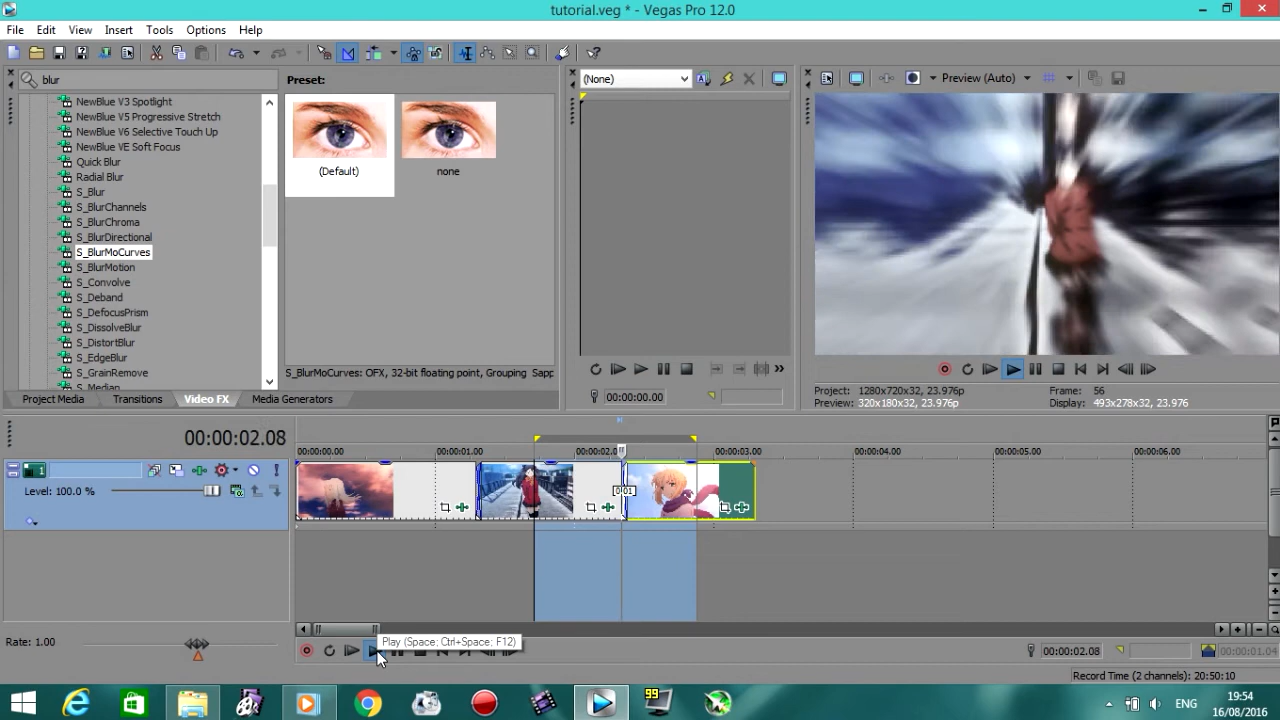 tutorial.veg * - Vegas Pro 12.0
File Edit View Insert Tools Options Help
blur
NewBlue V3 Spotlight
NewBlue V5 Progressive Stretch
NewBlue V6 Selective Touch Up
NewBlue VE Soft Focus
Quick Blur
Radial Blur
S_Blur
S_BlurChannels
S_BlurChroma
S_BlurDirectional
S_BlurMoCurves
S_BlurMotion
S_Convolve
S_Deband
S_DefocusPrism
S_DissolveBlur
S_DistortBlur
S_EdgeBlur
S_GrainRemove
S_Median
Preset:
(Default)
none
S_BlurMoCurves: OFX, 32-bit floating point, Grouping Sapp
Project Media Transitions Video FX Media Generators
(None)
00:00:00.00
Preview (Auto)
Project: 1280x720x32, 23.976p
Frame: 56
Preview: 320x180x32, 23.976p
Display: 493x278x32, 23.976
00:00:02.08
00:00:00.00 00:00:01.00 00:00:02.0 00:00:03.00 00:00:04.00 00:00:05.00 00:00:06.00
1
Level: 100.0 %
Rate: 1.00
Play (Space; Ctrl+Space; F12)
00:00:02.08
00:00:01.04
Record Time (2 channels): 20:50:10
99
ENG
19:54
16/08/2016